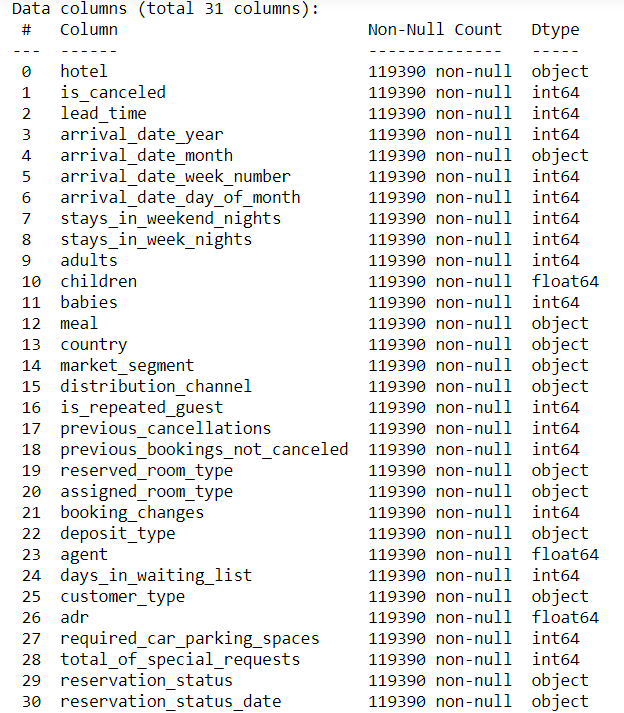 Data columns (total 31 columns):
 #   Column                          Non-Null Count   Dtype
---  ------                          --------------   -----
 0   hotel                           119390 non-null  object
 1   is_canceled                     119390 non-null  int64
 2   lead_time                       119390 non-null  int64
 3   arrival_date_year               119390 non-null  int64
 4   arrival_date_month              119390 non-null  object
 5   arrival_date_week_number        119390 non-null  int64
 6   arrival_date_day_of_month       119390 non-null  int64
 7   stays_in_weekend_nights         119390 non-null  int64
 8   stays_in_week_nights            119390 non-null  int64
 9   adults                          119390 non-null  int64
 10  children                        119390 non-null  float64
 11  babies                          119390 non-null  int64
 12  meal                            119390 non-null  object
 13  country                         119390 non-null  object
 14  market_segment                  119390 non-null  object
 15  distribution_channel            119390 non-null  object
 16  is_repeated_guest               119390 non-null  int64
 17  previous_cancellations          119390 non-null  int64
 18  previous_bookings_not_canceled  119390 non-null  int64
 19  reserved_room_type              119390 non-null  object
 20  assigned_room_type              119390 non-null  object
 21  booking_changes                 119390 non-null  int64
 22  deposit_type                    119390 non-null  object
 23  agent                           119390 non-null  float64
 24  days_in_waiting_list            119390 non-null  int64
 25  customer_type                   119390 non-null  object
 26  adr                             119390 non-null  float64
 27  required_car_parking_spaces     119390 non-null  int64
 28  total_of_special_requests       119390 non-null  int64
 29  reservation_status              119390 non-null  object
 30  reservation_status_date         119390 non-null  object